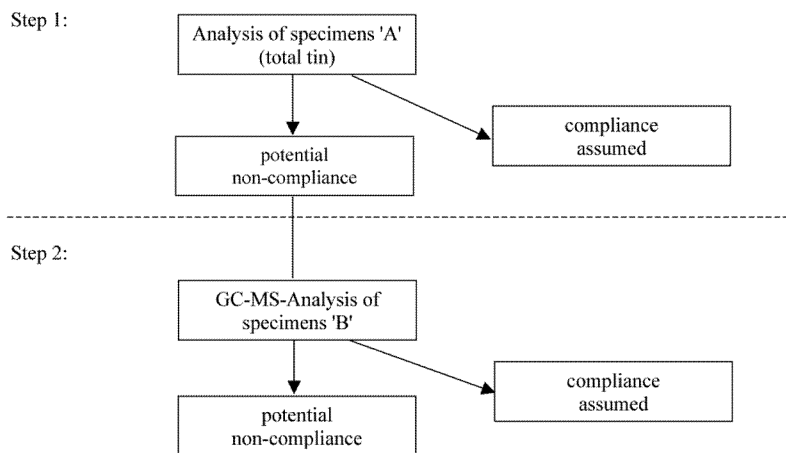 Step 1:
Analysis of specimens 'A'
(total tin)
compliance
assumed
potential
non-compliance
Step 2:
GC-MS-Analysis of
specimens 'B'
compliance
assumed
potential
non-compliance